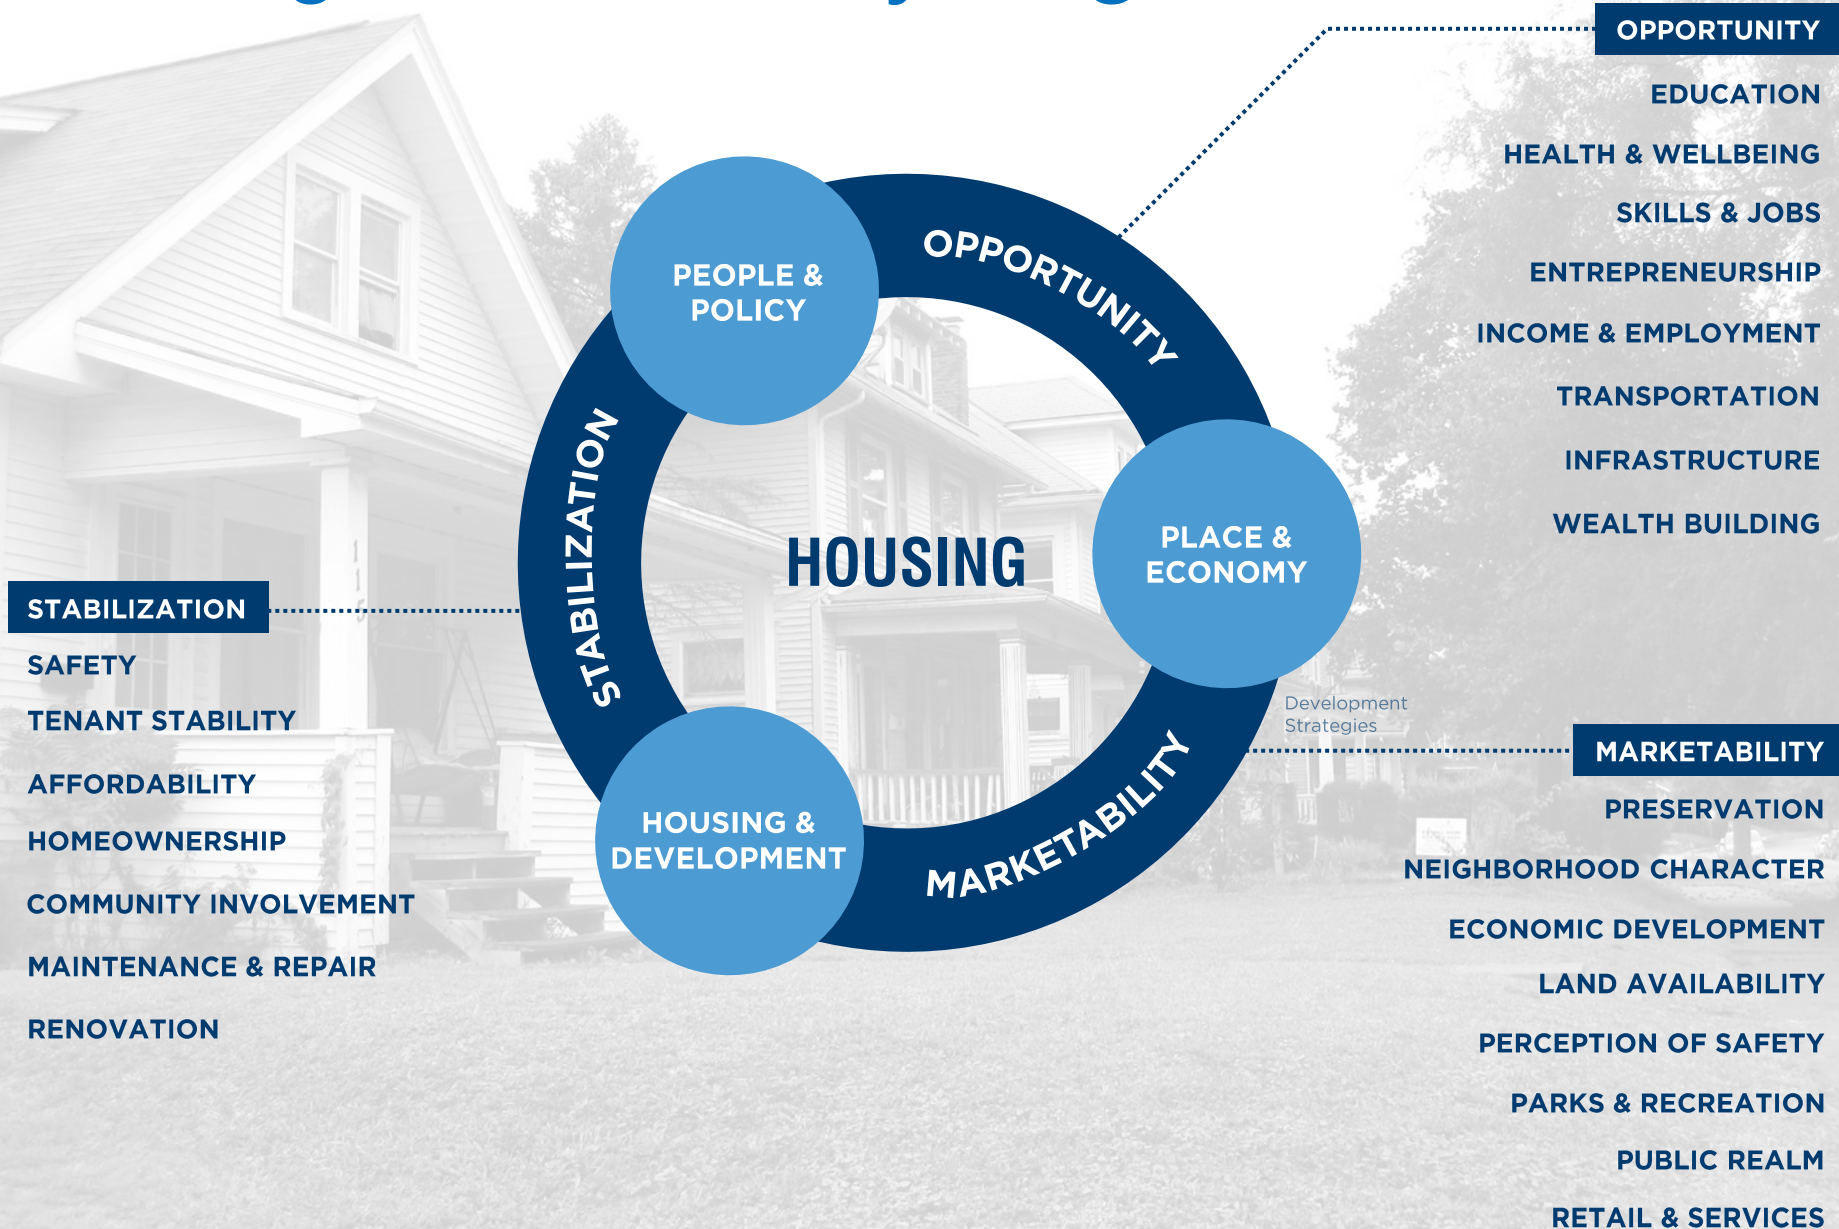 OPPORTUNITY
EDUCATION
HEALTH & WELLBEING
SKILLS & JOBS
ENTREPRENEURSHIP
INCOME & EMPLOYMENT
TRANSPORTATION
INFRASTRUCTURE
WEALTH BUILDING
PEOPLE &
POLICY
OPPORTUNITY
PLACE &
ECONOMY
HOUSING
STABILIZATION
HOUSING &
DEVELOPMENT
MARKETABILITY
STABILIZATION
SAFETY
TENANT STABILITY
AFFORDABILITY
HOMEOWNERSHIP
COMMUNITY INVOLVEMENT
MAINTENANCE & REPAIR
RENOVATION
Development
Strategies
MARKETABILITY
PRESERVATION
NEIGHBORHOOD CHARACTER
ECONOMIC DEVELOPMENT
LAND AVAILABILITY
PERCEPTION OF SAFETY
PARKS & RECREATION
PUBLIC REALM
RETAIL & SERVICES